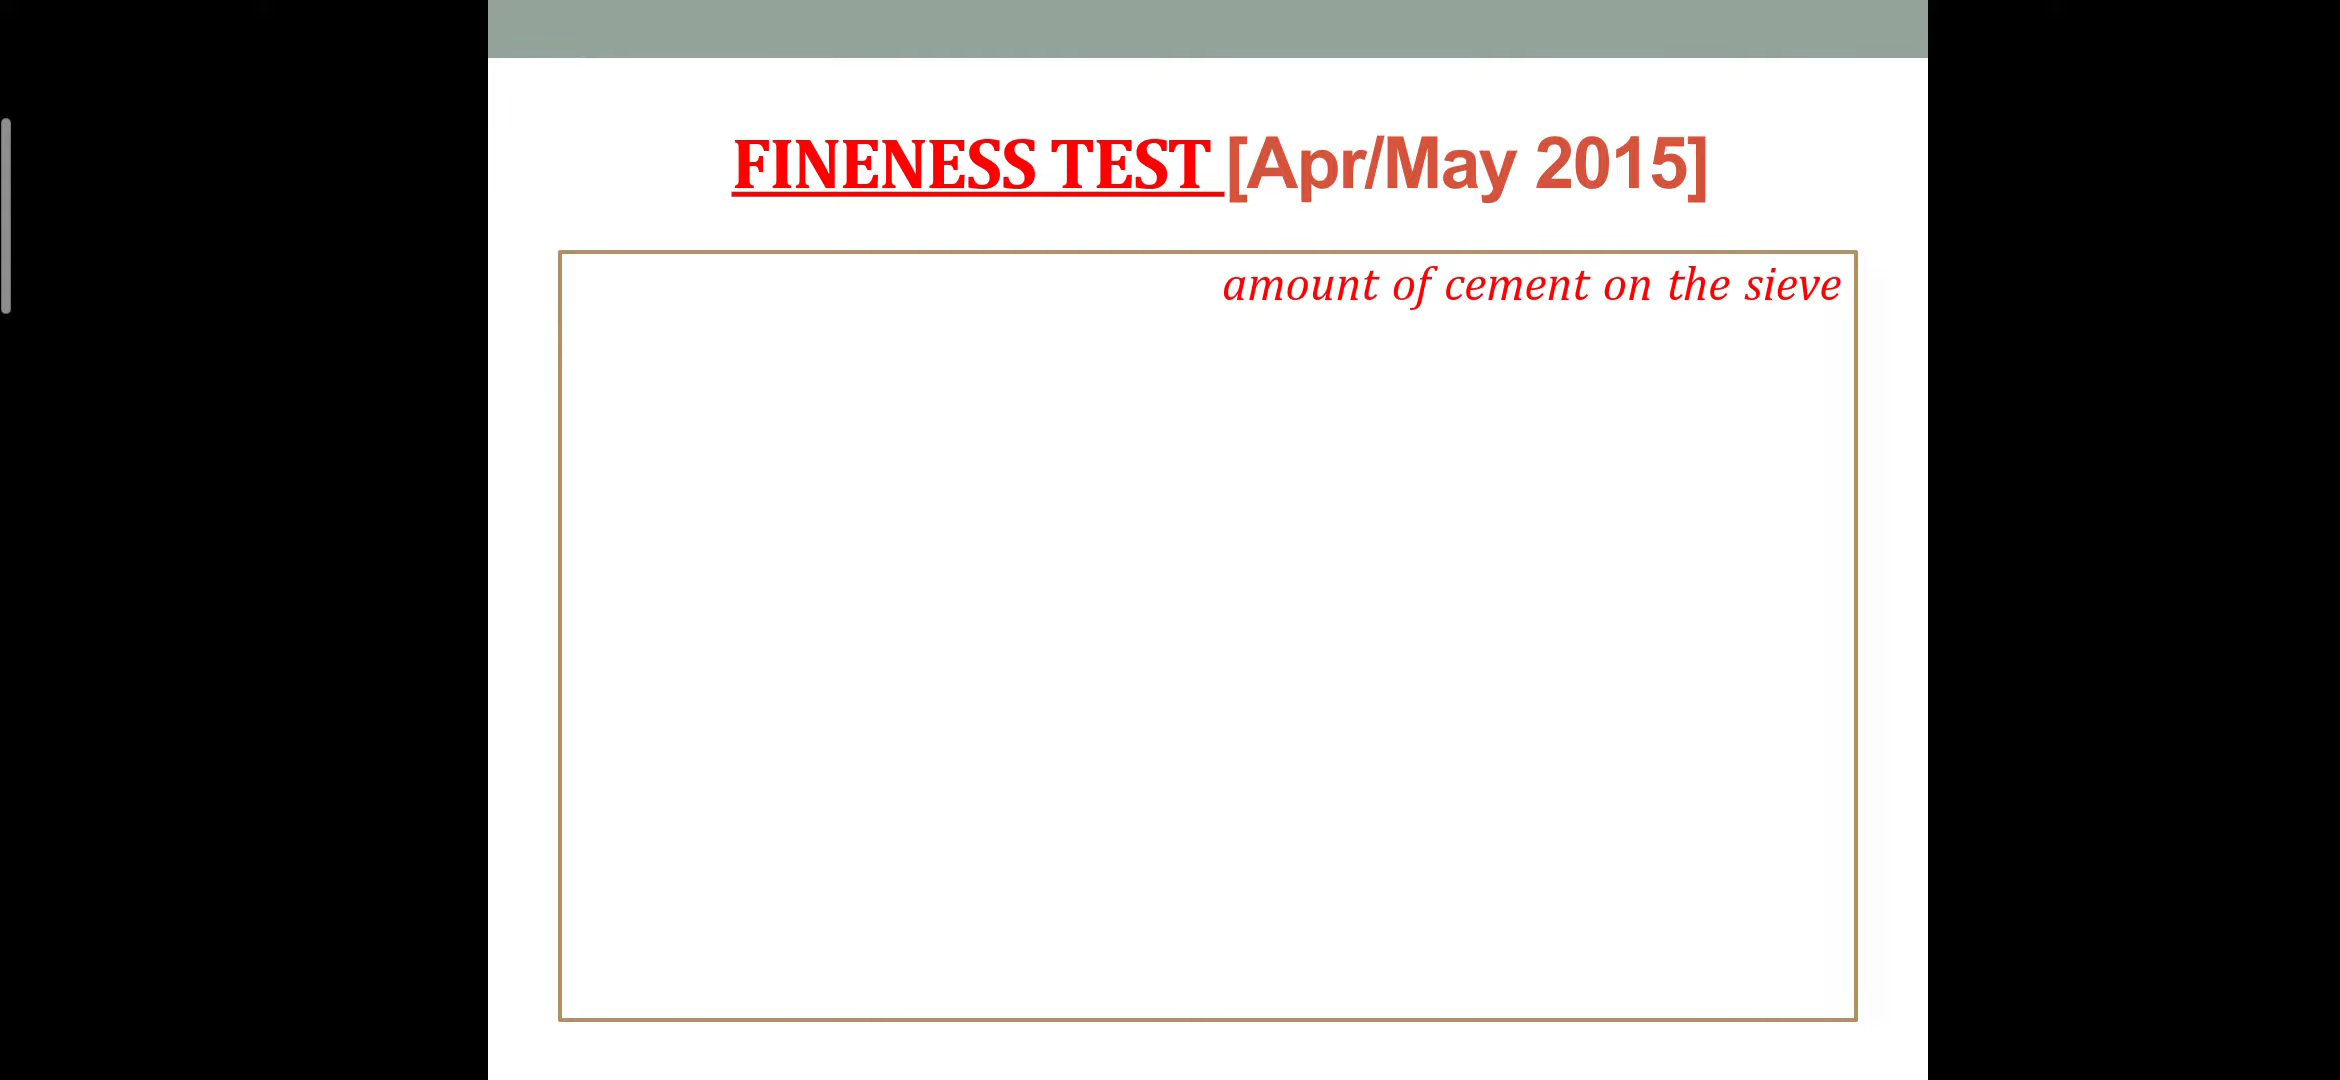 FINENESS TEST [Apr/May 2015]
amount of cement on the sieve